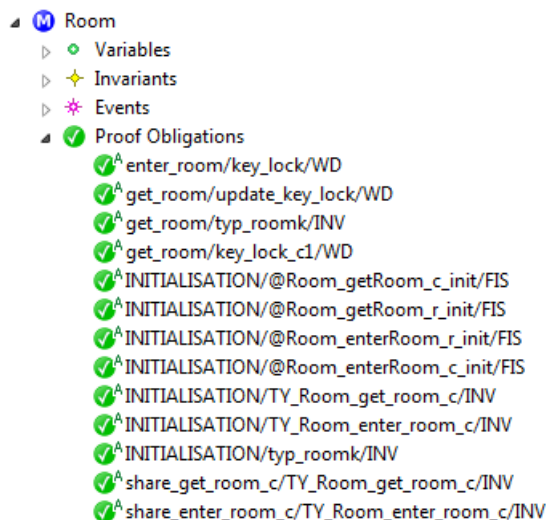 M Room
Variables
Invariants
Events
Proof Obligations
A enter_room/key_lock/WD
A get_room/update_key_lock/WD
A get_room/typ_roomk/INV
A get_room/key_lock_c1/WD
A INITIALISATION/@Room_getRoom_c_init/FIS
A INITIALISATION/@Room_getRoom_r_init/FIS
A INITIALISATION/@Room_enterRoom_r_init/FIS
A INITIALISATION/@Room_enterRoom_c_init/FIS
A INITIALISATION/TY_Room_get_room_c/INV
A INITIALISATION/TY_Room_enter_room_c/INV
A INITIALISATION/typ_roomk/INV
A share_get_room_c/TY_Room_get_room_c/INV
A share_enter_room_c/TY_Room_enter_room_c/INV